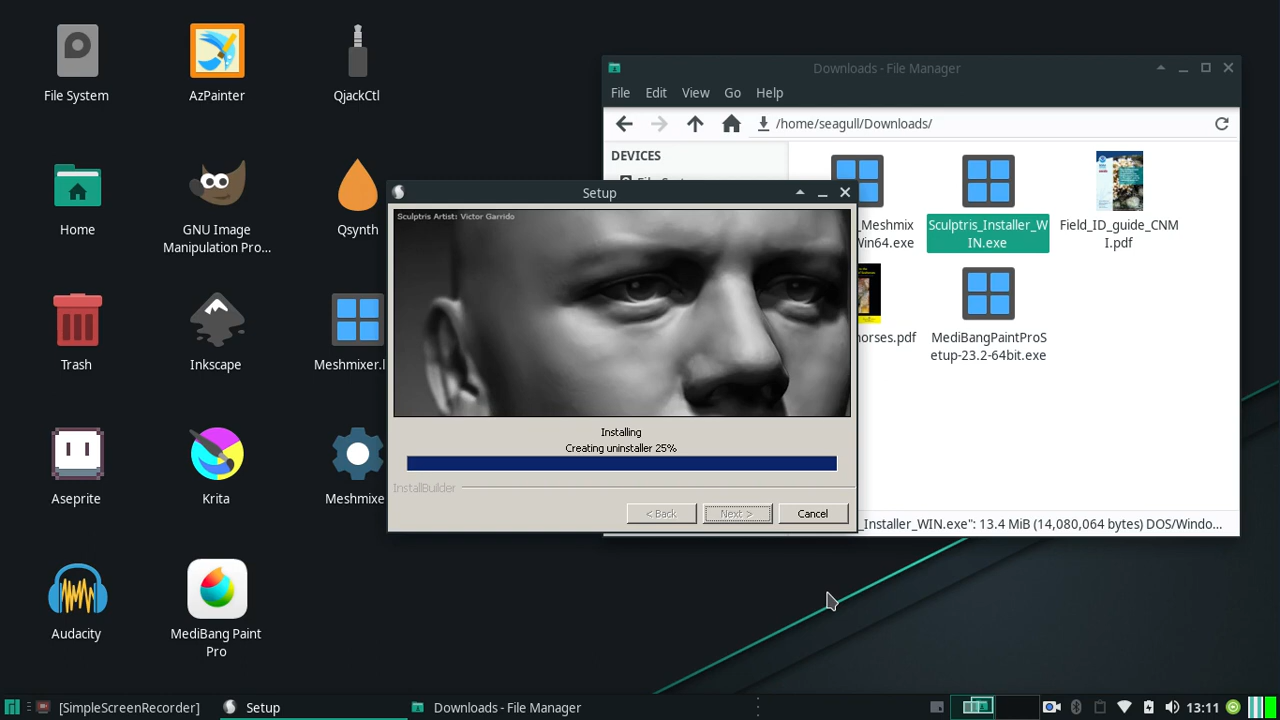 File System
AzPainter
QjackCtl
Home
GNU Image
Manipulation Pro...
Qsynth
Trash
Inkscape
Meshmixer.l
Aseprite
Krita
Meshmixe
Audacity
MediBang Paint
Pro
Downloads - File Manager
File Edit View Go Help
/home/seagull/Downloads/
DEVICES
_Meshmix
Win64.exe
Sculptris_Installer_W
IN.exe
Field_ID_guide_CNM
I.pdf
horses.pdf
MediBangPaintProS
etup-23.2-64bit.exe
_Installer_WIN.exe": 13.4 MiB (14,080,064 bytes) DOS/Windo...
Setup
Sculptris Artist: Victor Garrido
Installing
Creating uninstaller 25%
InstallBuilder
< Back Next > Cancel
[SimpleScreenRecorder] Setup Downloads - File Manager 13:11